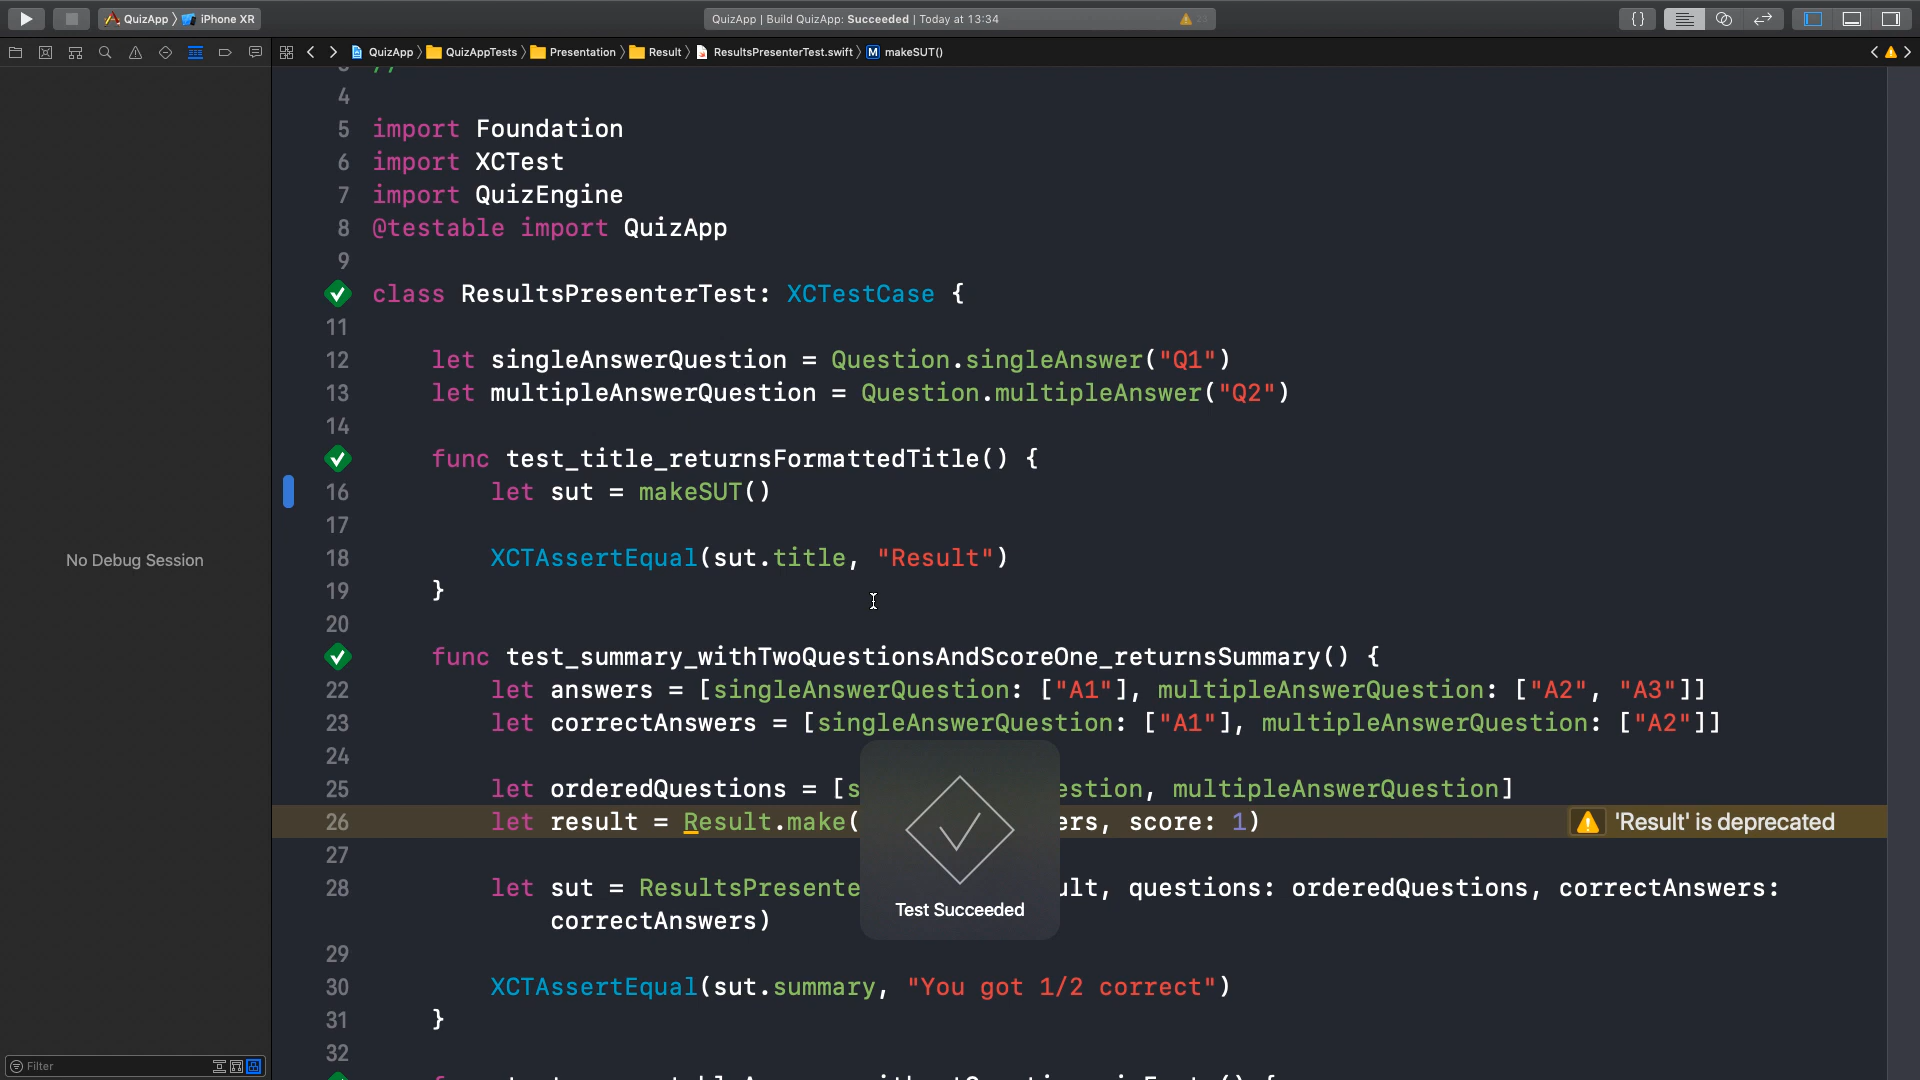 QuizApp › iPhone XR
QuizApp | Build QuizApp: Succeeded | Today at 13:34
QuizApp › QuizAppTests › Presentation › Result › ResultsPresenterTest.swift › M makeSUT()
4
5 import Foundation
6 import XCTest
7 import QuizEngine
8 @testable import QuizApp
9
class ResultsPresenterTest: XCTestCase {
11
12 let singleAnswerQuestion = Question.singleAnswer("Q1")
13 let multipleAnswerQuestion = Question.multipleAnswer("Q2")
14
func test_title_returnsFormattedTitle() {
16 let sut = makeSUT()
17
18 XCTAssertEqual(sut.title, "Result")
19 }
20
func test_summary_withTwoQuestionsAndScoreOne_returnsSummary() {
22 let answers = [singleAnswerQuestion: ["A1"], multipleAnswerQuestion: ["A2", "A3"]]
23 let correctAnswers = [singleAnswerQuestion: ["A1"], multipleAnswerQuestion: ["A2"]]
24
25 let orderedQuestions = [s estion, multipleAnswerQuestion]
26 let result = Result.make( ers, score: 1) 'Result' is deprecated
27
28 let sut = ResultsPresente ult, questions: orderedQuestions, correctAnswers:
correctAnswers)
29
30 XCTAssertEqual(sut.summary, "You got 1/2 correct")
31 }
32
No Debug Session
Test Succeeded
Filter